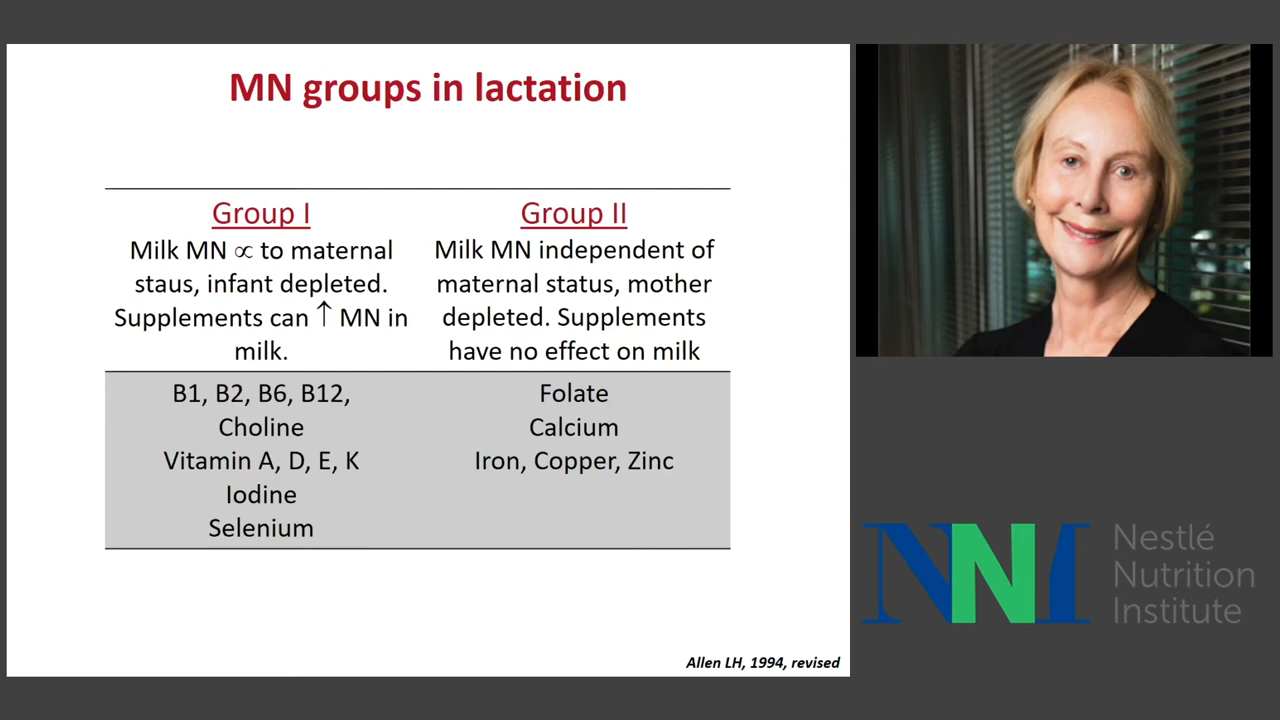 MN groups in lactation
Group I
Milk MN ∝ to maternal
staus, infant depleted.
Supplements can ↑ MN in
milk.
Group II
Milk MN independent of
maternal status, mother
depleted. Supplements
have no effect on milk
B1, B2, B6, B12,
Choline
Vitamin A, D, E, K
Iodine
Selenium
Folate
Calcium
Iron, Copper, Zinc
Allen LH, 1994, revised
NNI
Nestlé
Nutrition
Institute